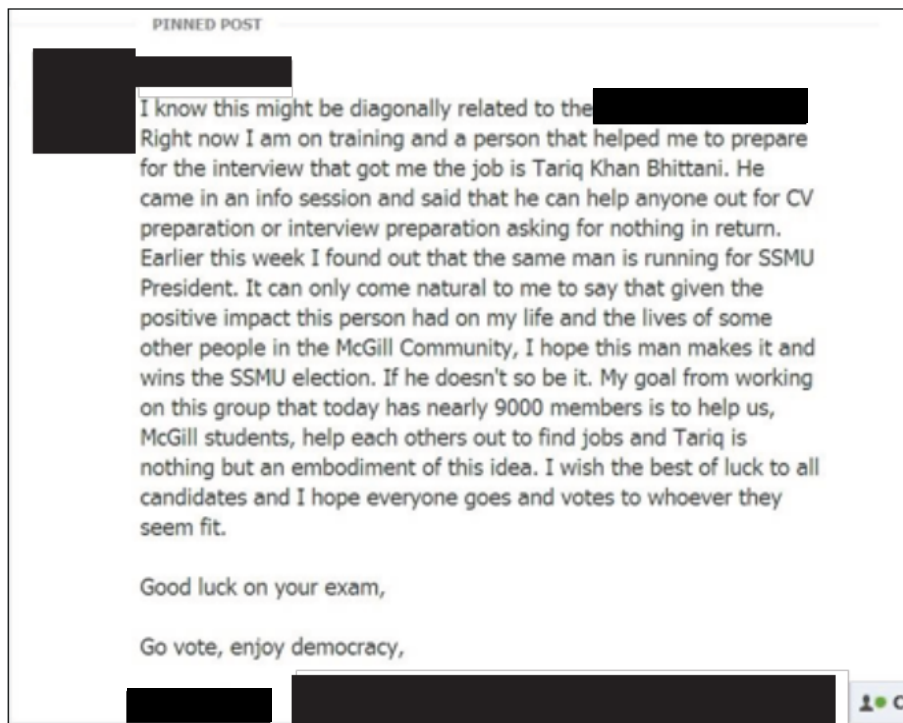 PINNED POST
I know this might be diagonally related to the
Right now I am on training and a person that helped me to prepare
for the interview that got me the job is Tariq Khan Bhittani. He
came in an info session and said that he can help anyone out for CV
preparation or interview preparation asking for nothing in return.
Earlier this week I found out that the same man is running for SSMU
President. It can only come natural to me to say that given the
positive impact this person had on my life and the lives of some
other people in the McGill Community, I hope this man makes it and
wins the SSMU election. If he doesn't so be it. My goal from working
on this group that today has nearly 9000 members is to help us,
McGill students, help each others out to find jobs and Tariq is
nothing but an embodiment of this idea. I wish the best of luck to all
candidates and I hope everyone goes and votes to whoever they
seem fit.
Good luck on your exam,
Go vote, enjoy democracy,